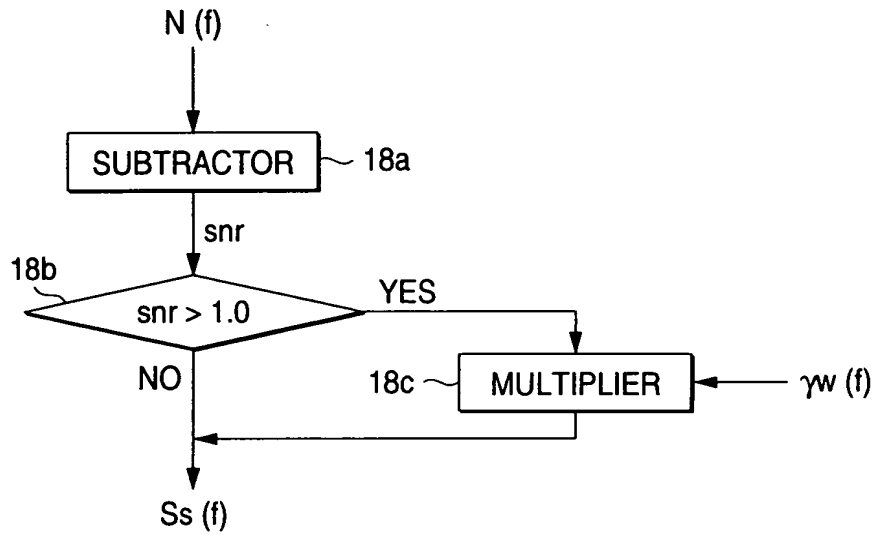 N (f)
SUBTRACTOR
18a
snr
18b
snr > 1.0
YES
NO
18c
MULTIPLIER
γw (f)
Ss (f)